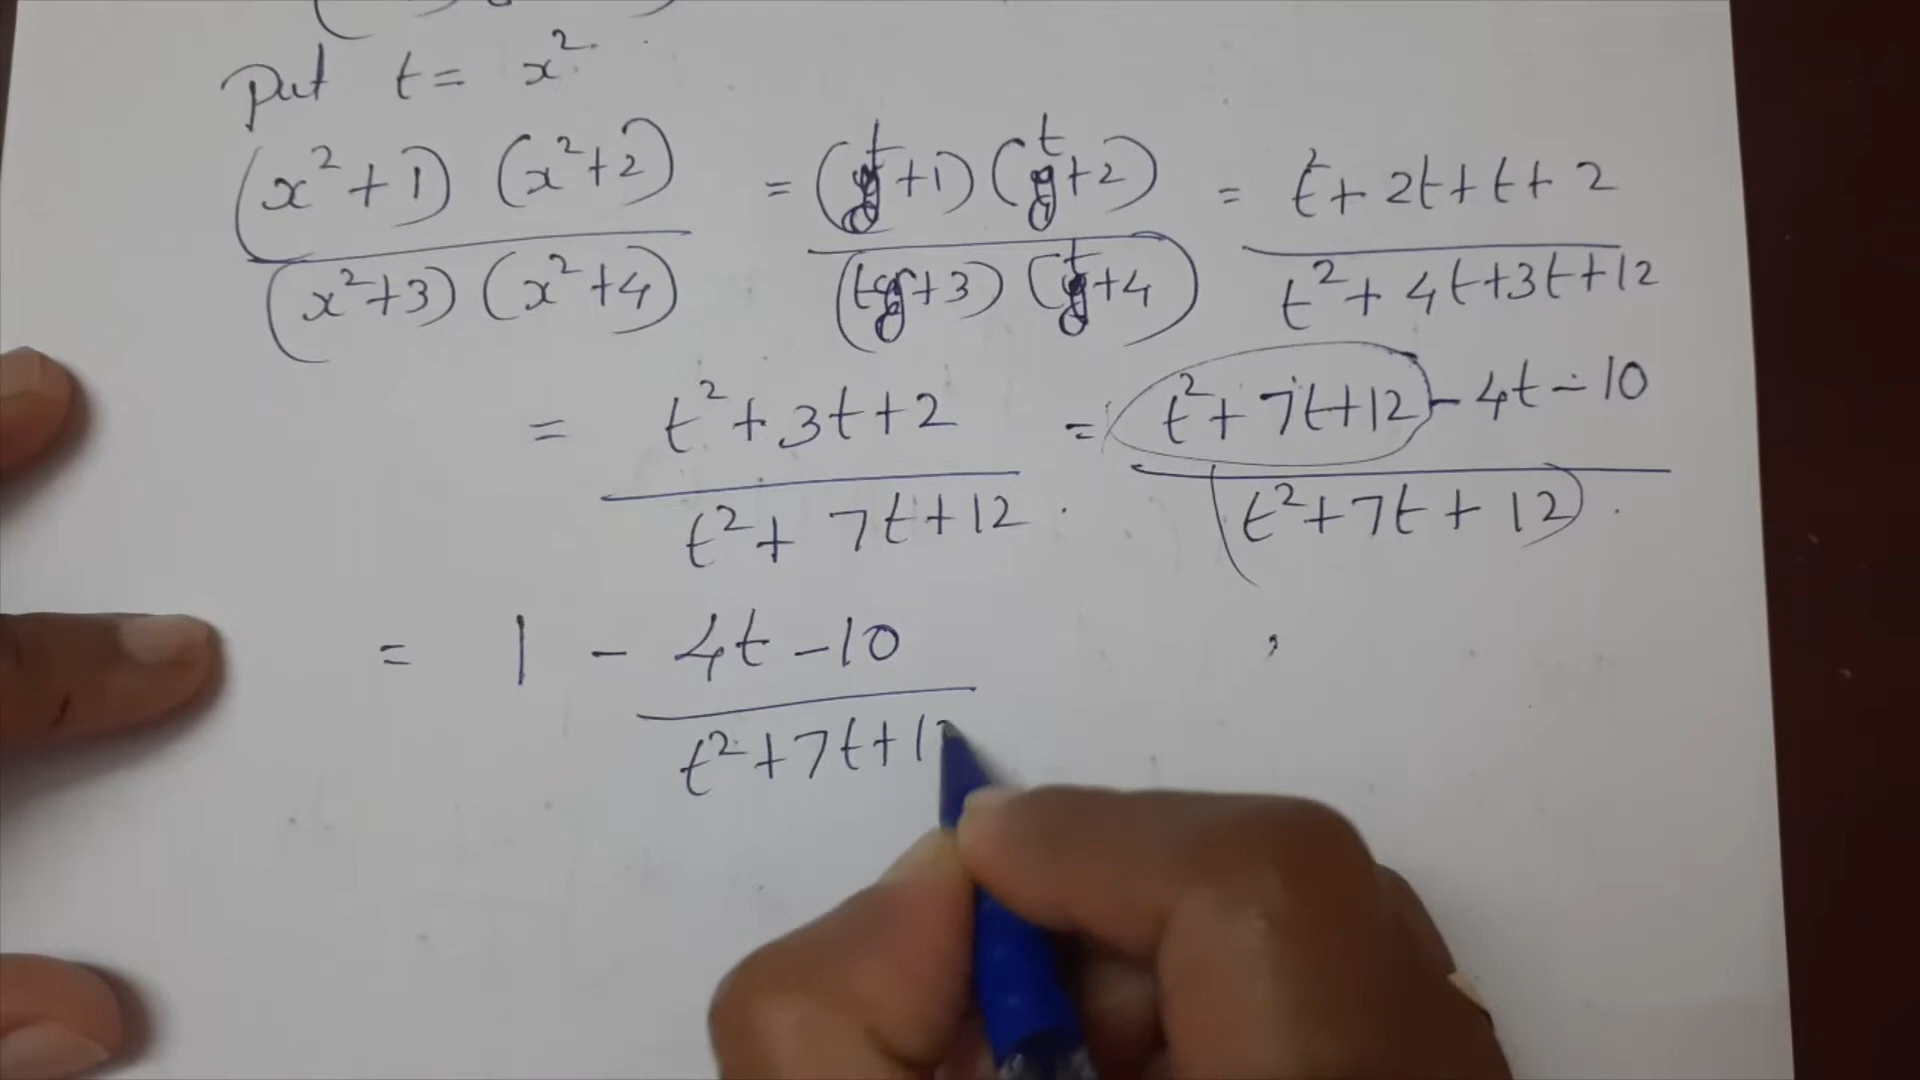 Put t = x²
(x²+1) (x²+2) / (x²+3) (x²+4) = (t+1) (t+2) / (t+3) (t+4) = t²+2t+t+2 / t²+4t+3t+12
= t²+3t+2 / t²+7t+12 = t²+7t+12-4t-10 / (t²+7t+12)
= 1 - 4t-10 / t²+7t+12